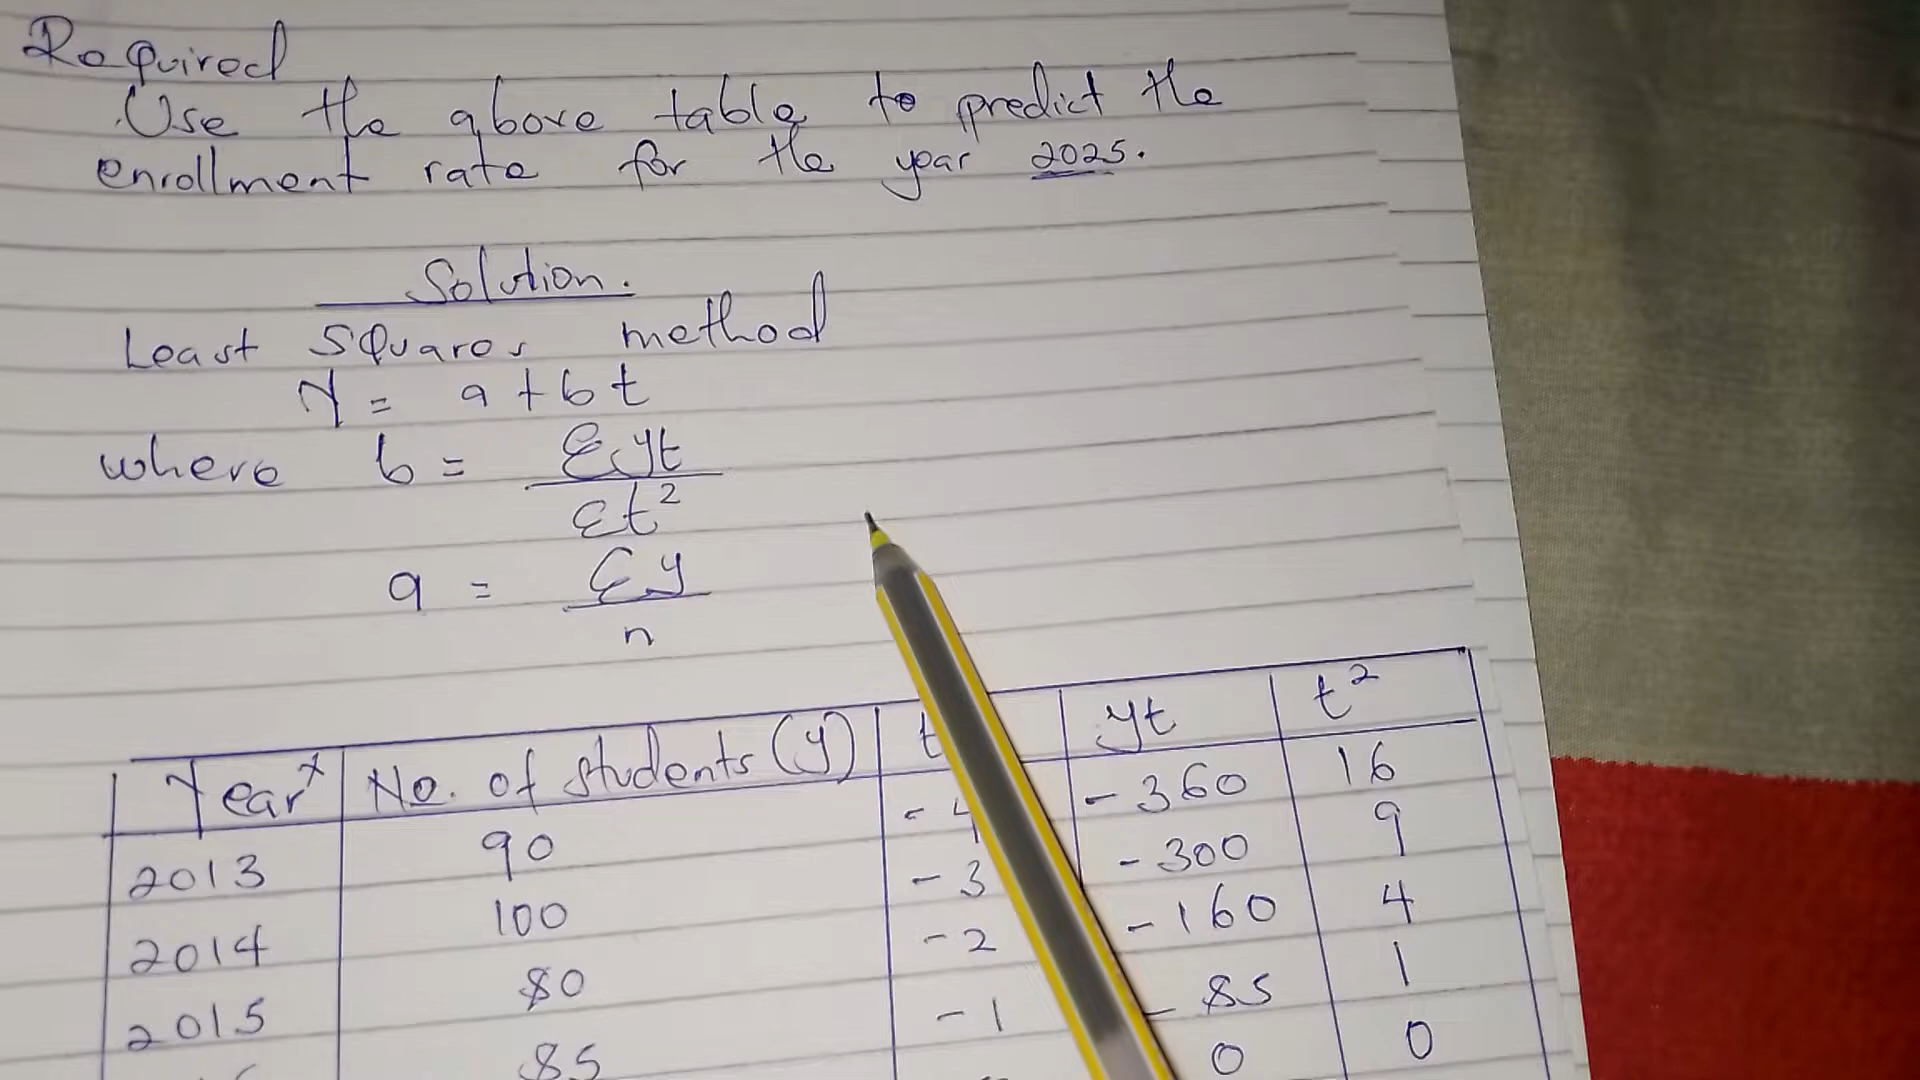 Required
Use the above table to predict the
enrollment rate for the year 2025.
Solution.
Least Squares method
Y = a + b t
where b = Σyt
Σt²
a = Σy
n
Year x No. of students (y) t yt t²
2013 90 -4 -360 16
2014 100 -3 -300 9
2015 80 -2 -160 4
85 -1 - 85 1
0 0